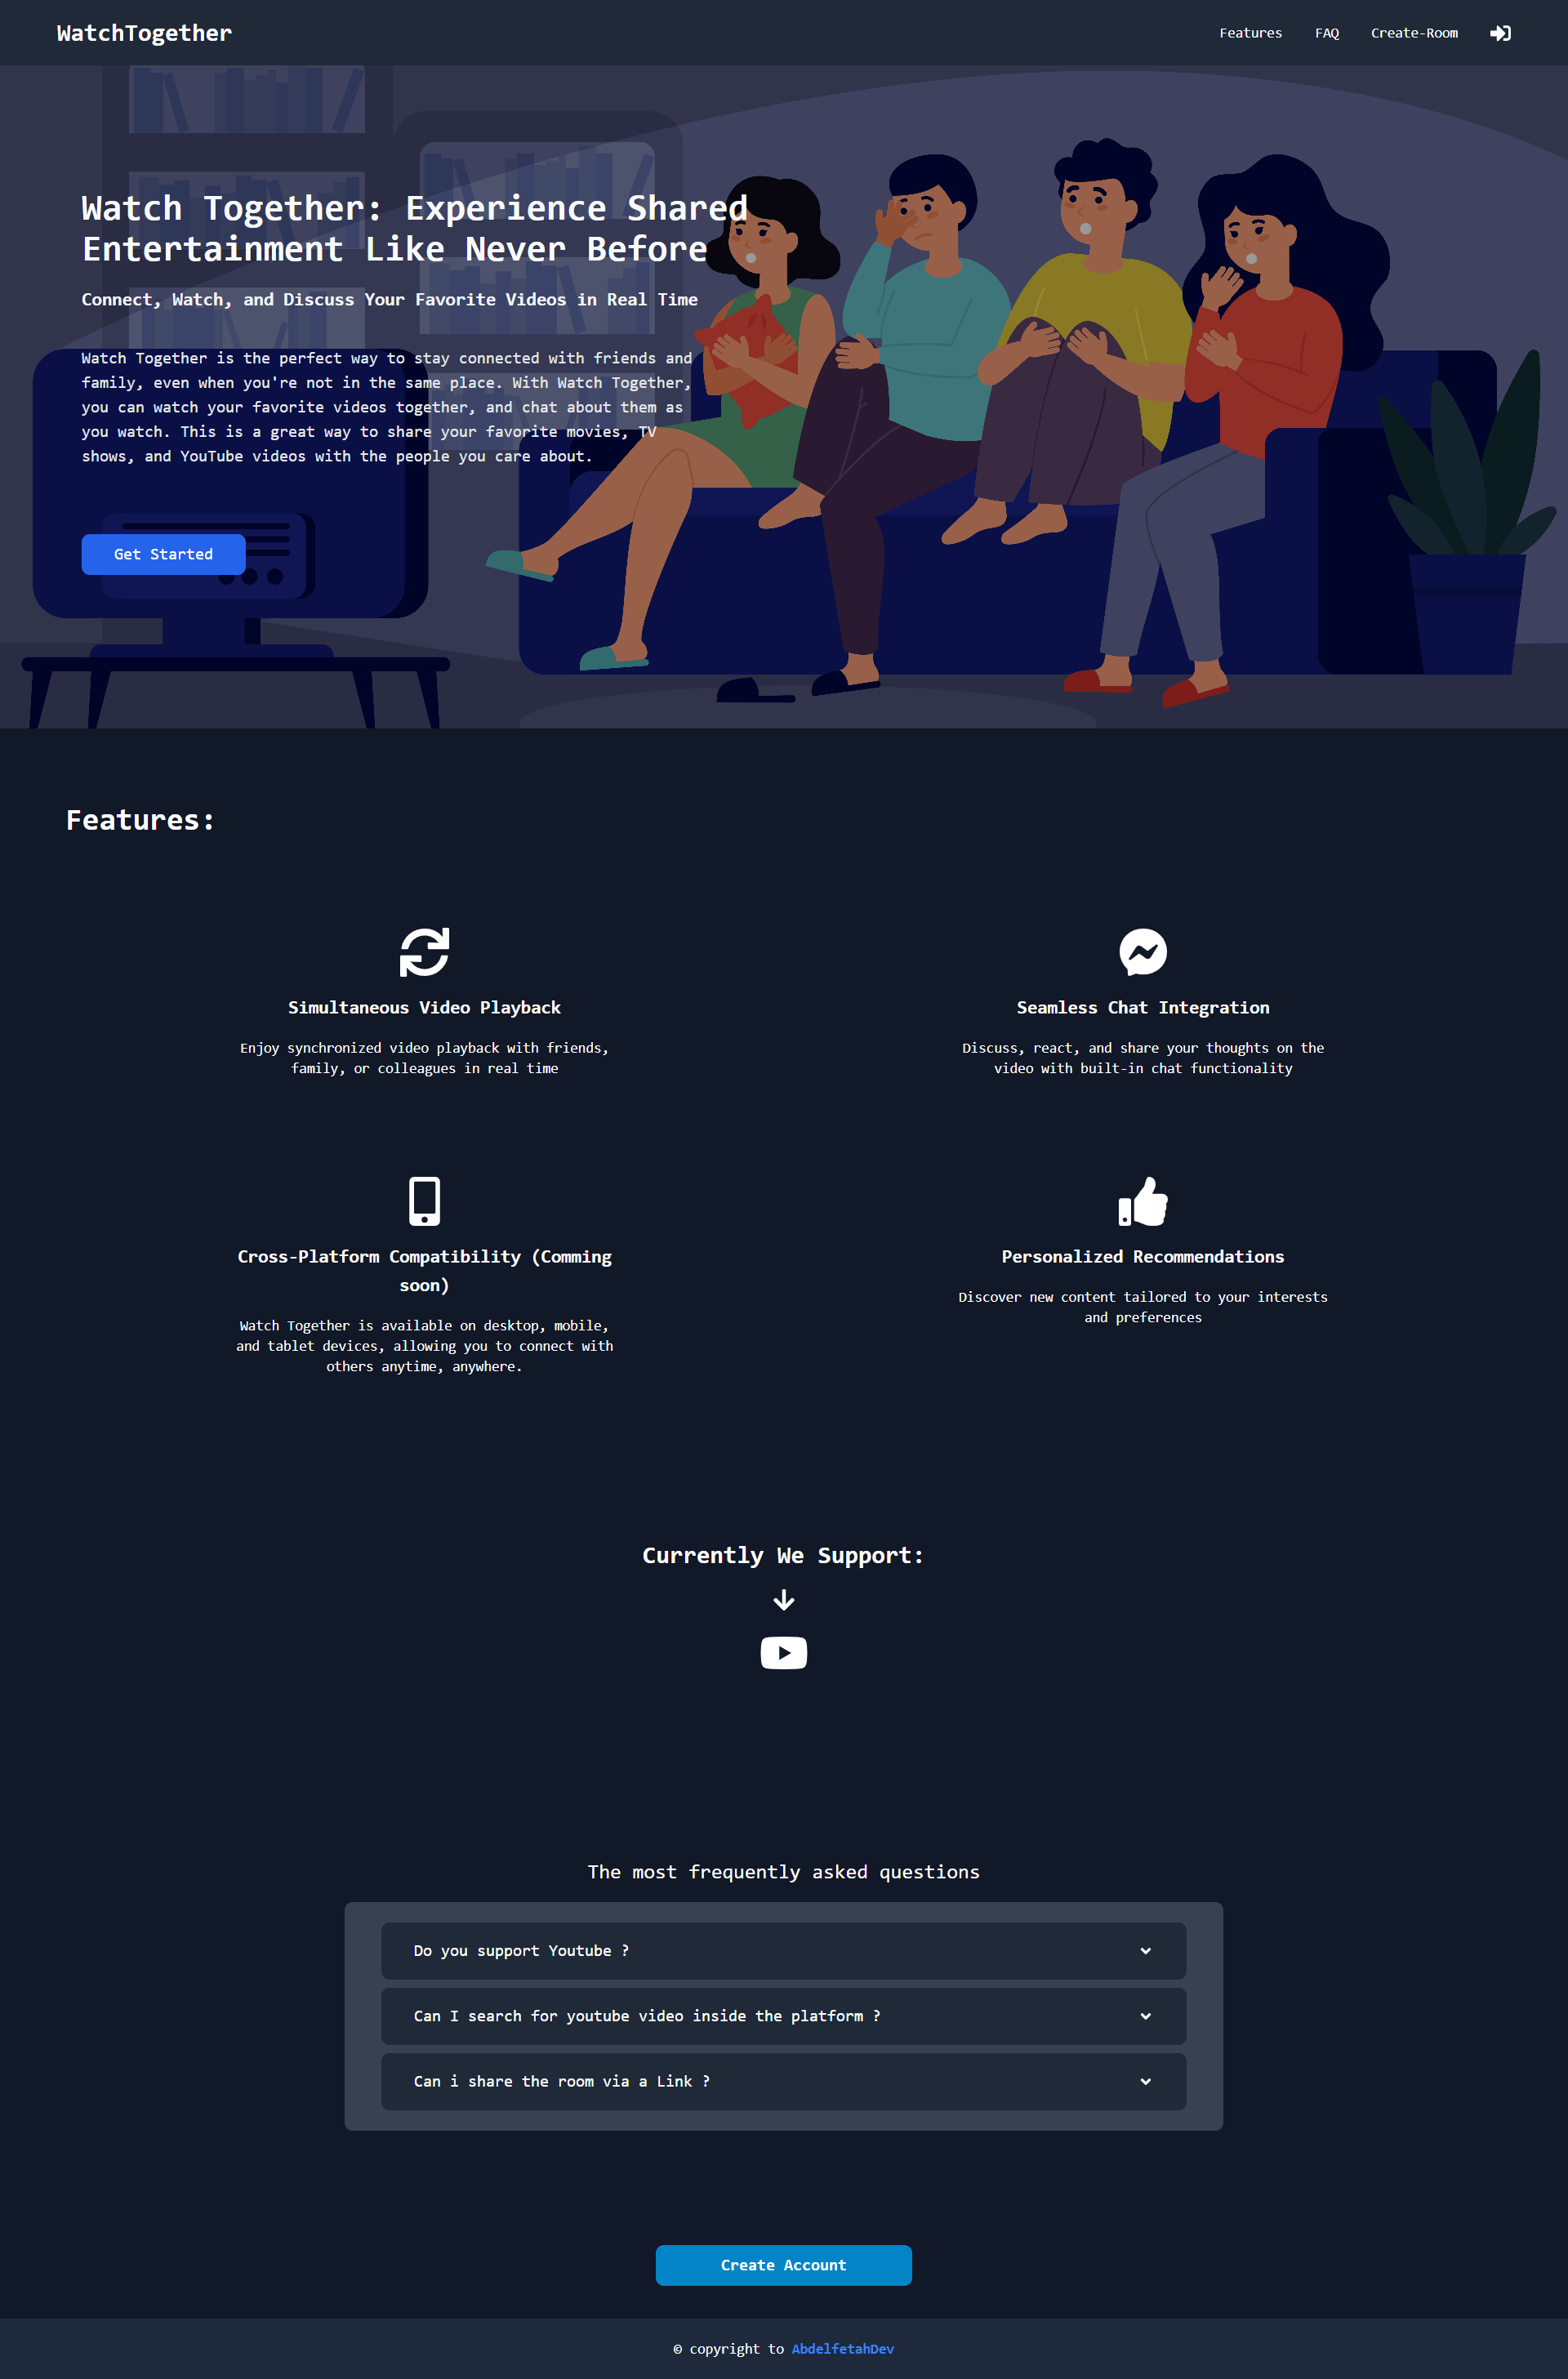 WatchTogether
Features FAQ Create-Room
Watch Together: Experience Shared
Entertainment Like Never Before
Connect, Watch, and Discuss Your Favorite Videos in Real Time
Watch Together is the perfect way to stay connected with friends and
family, even when you're not in the same place. With Watch Together,
you can watch your favorite videos together, and chat about them as
you watch. This is a great way to share your favorite movies, TV
shows, and YouTube videos with the people you care about.
Get Started
Features:
Simultaneous Video Playback
Enjoy synchronized video playback with friends,
family, or colleagues in real time
Seamless Chat Integration
Discuss, react, and share your thoughts on the
video with built-in chat functionality
Cross-Platform Compatibility (Comming
soon)
Watch Together is available on desktop, mobile,
and tablet devices, allowing you to connect with
others anytime, anywhere.
Personalized Recommendations
Discover new content tailored to your interests
and preferences
Currently We Support:
The most frequently asked questions
Do you support Youtube ?
Can I search for youtube video inside the platform ?
Can i share the room via a Link ?
Create Account
© copyright to AbdelfetahDev